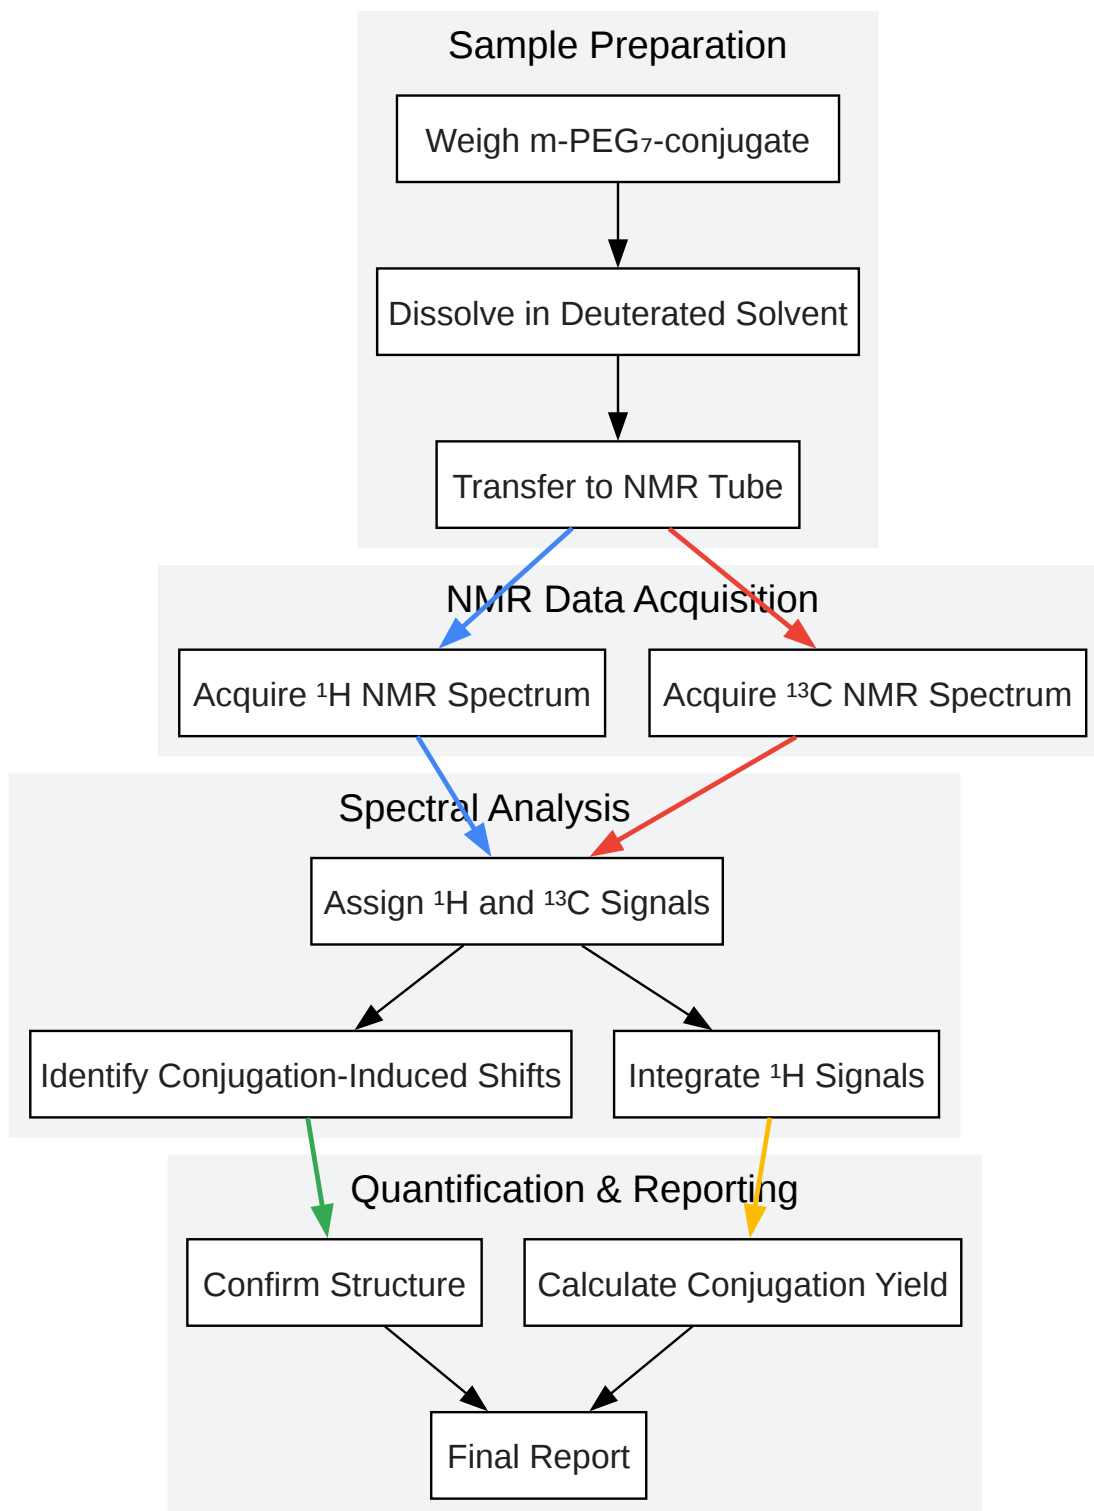 Sample Preparation
Weigh m-PEG₇-conjugate
Dissolve in Deuterated Solvent
Transfer to NMR Tube
NMR Data Acquisition
Acquire ¹H NMR Spectrum
Acquire ¹³C NMR Spectrum
Spectral Analysis
Assign ¹H and ¹³C Signals
Identify Conjugation-Induced Shifts
Integrate ¹H Signals
Quantification & Reporting
Confirm Structure
Calculate Conjugation Yield
Final Report